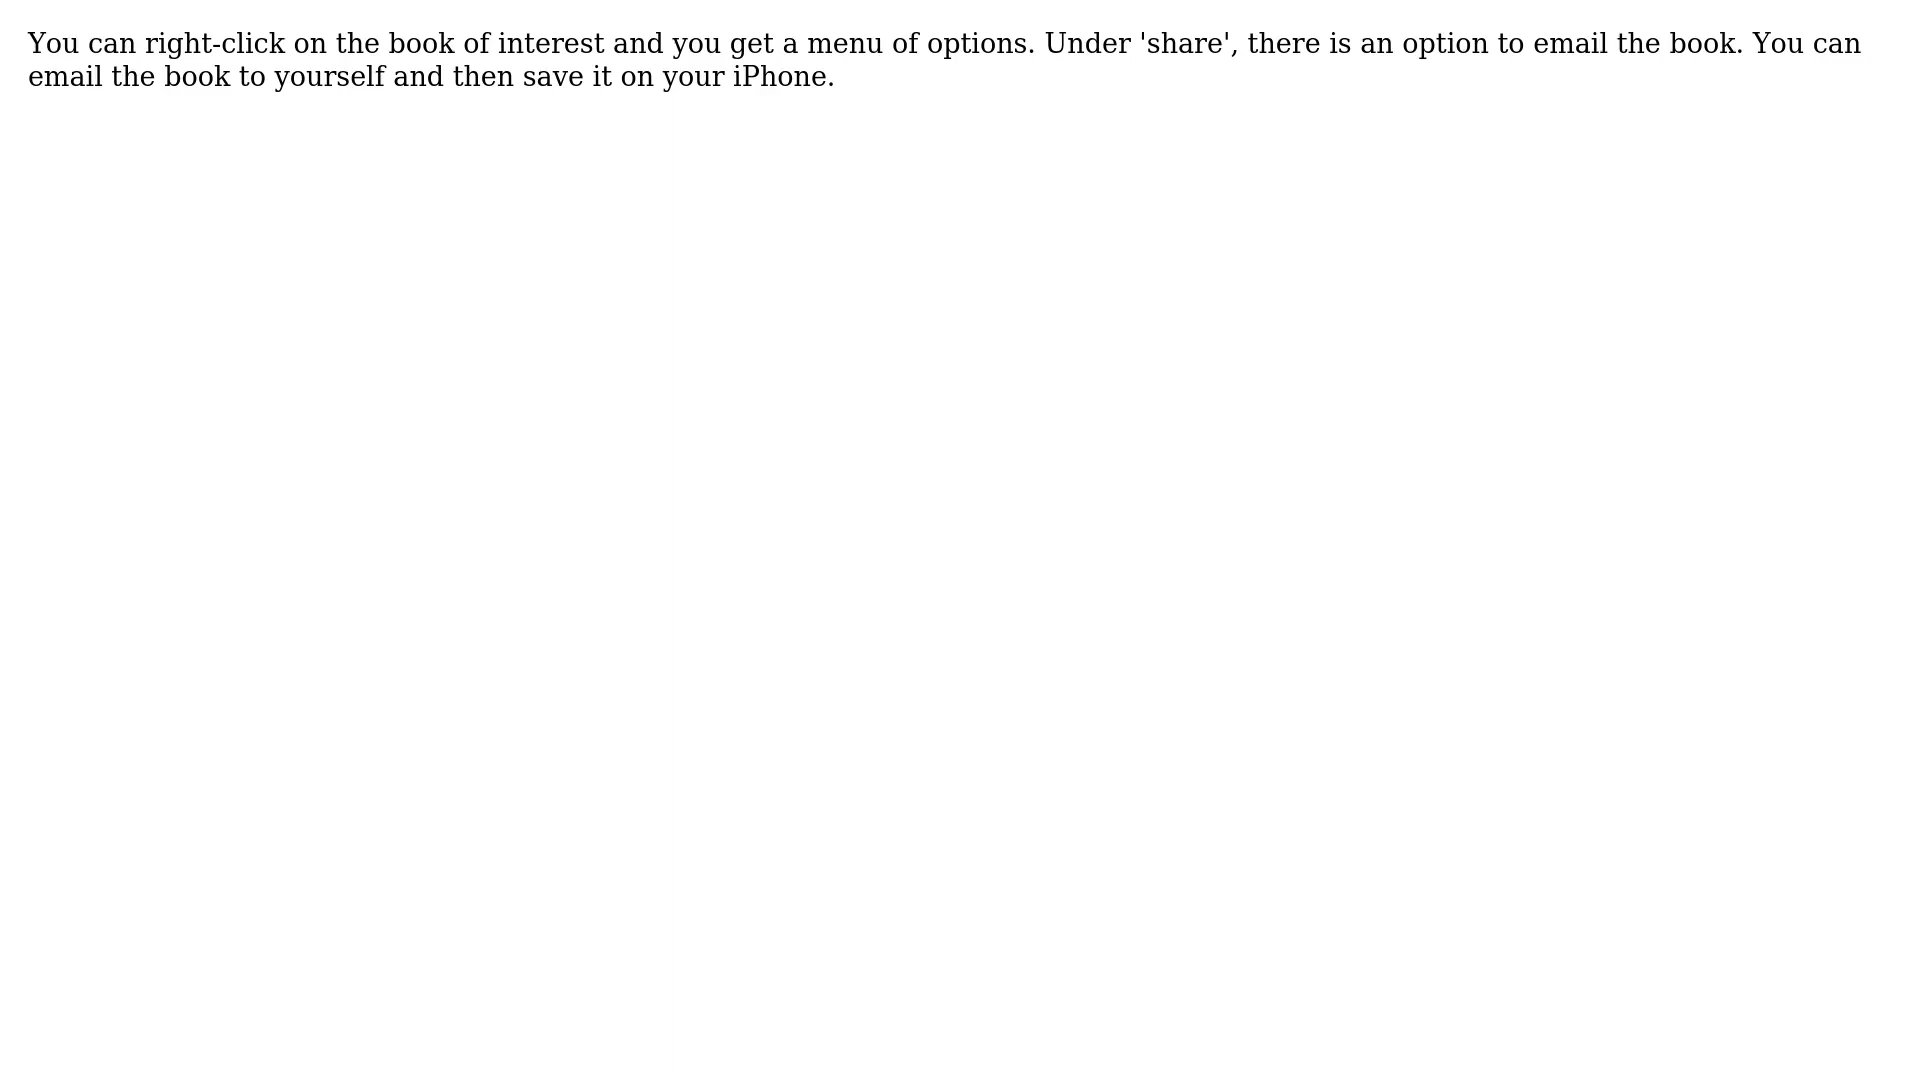 You can right-click on the book of interest and you get a menu of options. Under 'share', there is an option to email the book. You can
email the book to yourself and then save it on your iPhone.